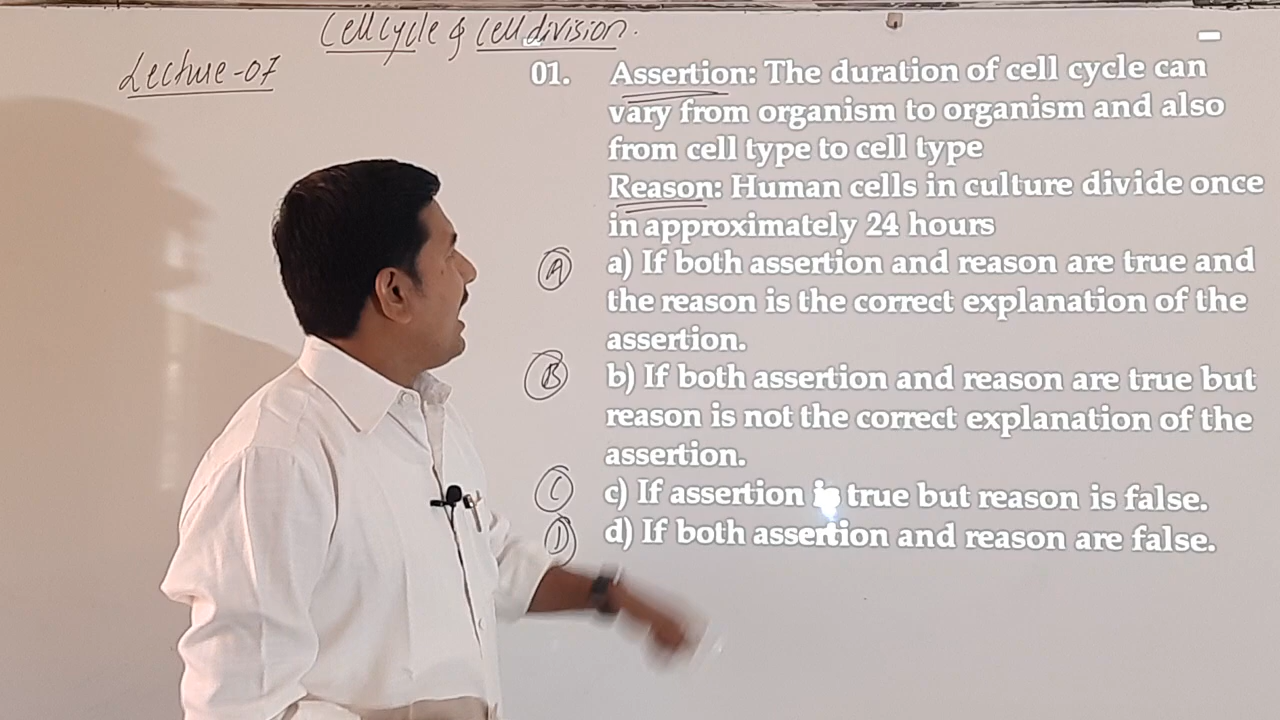 Cell cycle & cell division.
Lecture-07
01. Assertion: The duration of cell cycle can
vary from organism to organism and also
from cell type to cell type
Reason: Human cells in culture divide once
in approximately 24 hours
A a) If both assertion and reason are true and
the reason is the correct explanation of the
assertion.
B b) If both assertion and reason are true but
reason is not the correct explanation of the
assertion.
C c) If assertion is true but reason is false.
D d) If both assertion and reason are false.